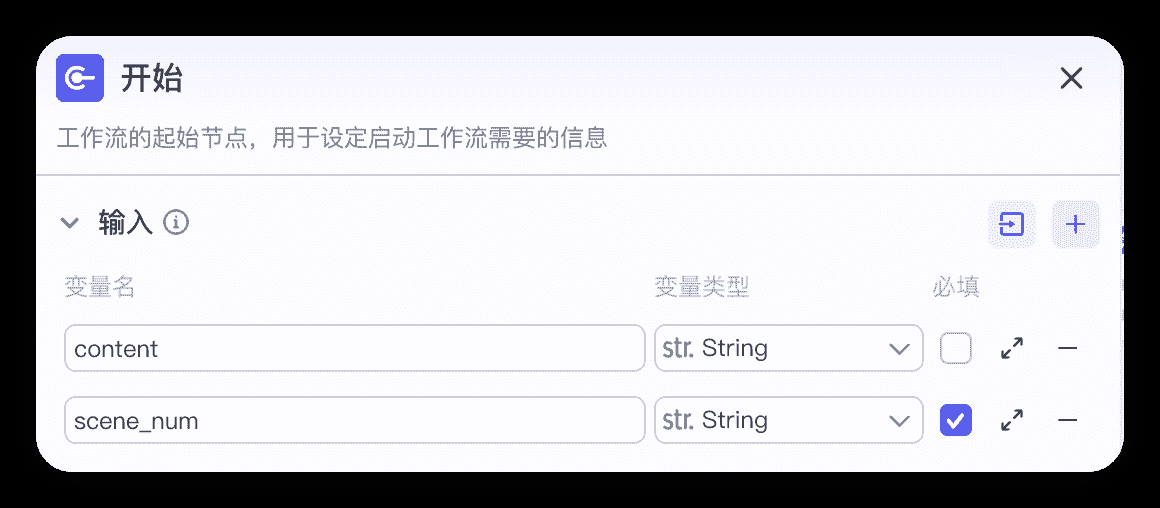 开始
工作流的起始节点，用于设定启动工作流需要的信息
输入
变量名 变量类型 必填
content str. String
scene_num str. String